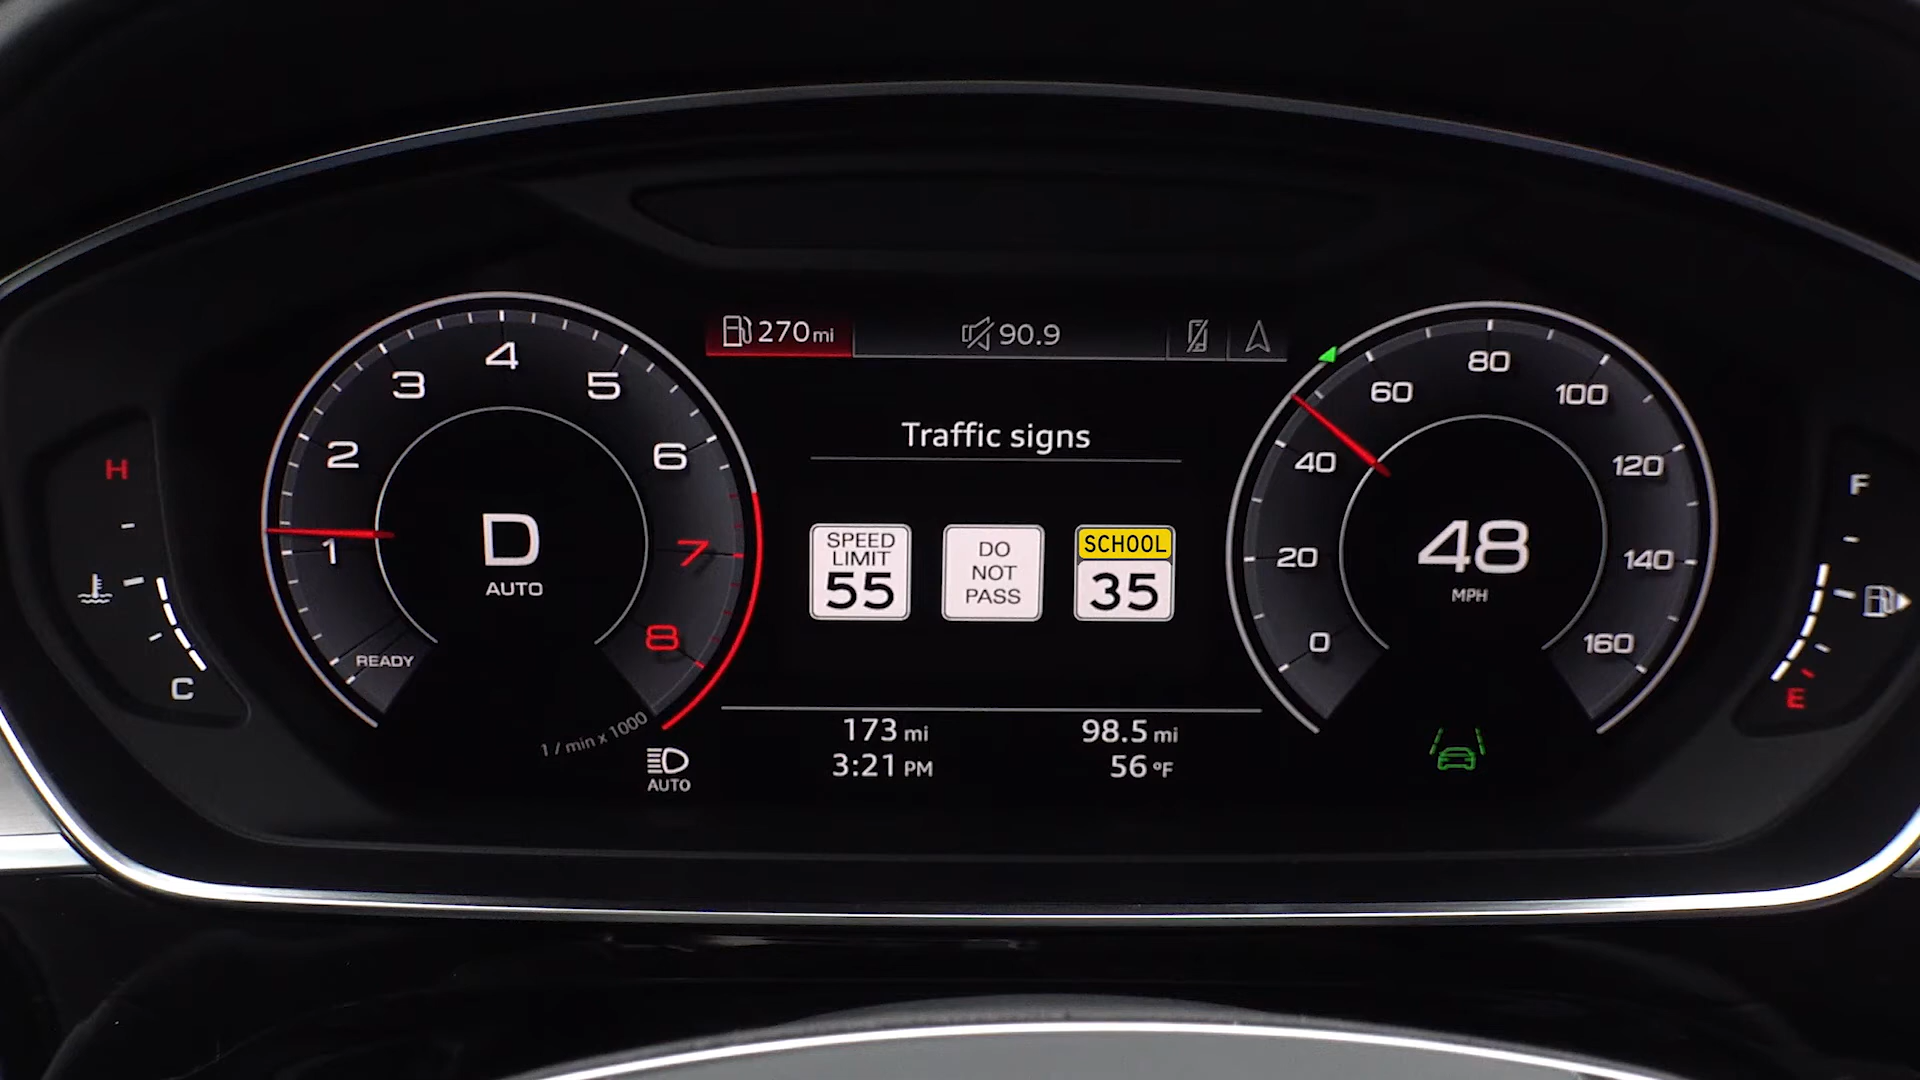 270 mi
90.9
Traffic signs
SPEED
LIMIT
55
DO
NOT
PASS
SCHOOL
35
173 mi
98.5 mi
3:21 PM
56 °F
1
2
3
4
5
6
7
8
D
AUTO
READY
1 / min x 1000
AUTO
0
20
40
60
80
100
120
140
160
48
MPH
H
C
F
E